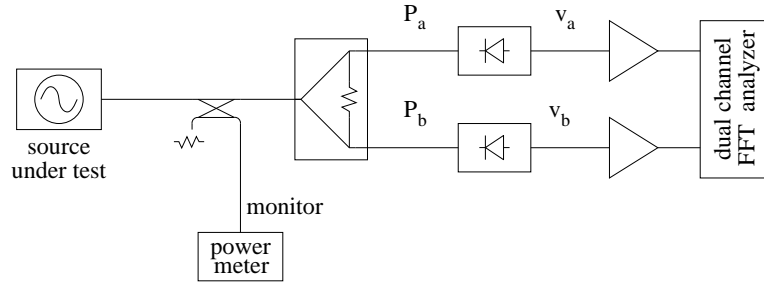 P_a
v_a
P_b
v_b
source
under test
monitor
power
meter
dual channel
FFT analyzer